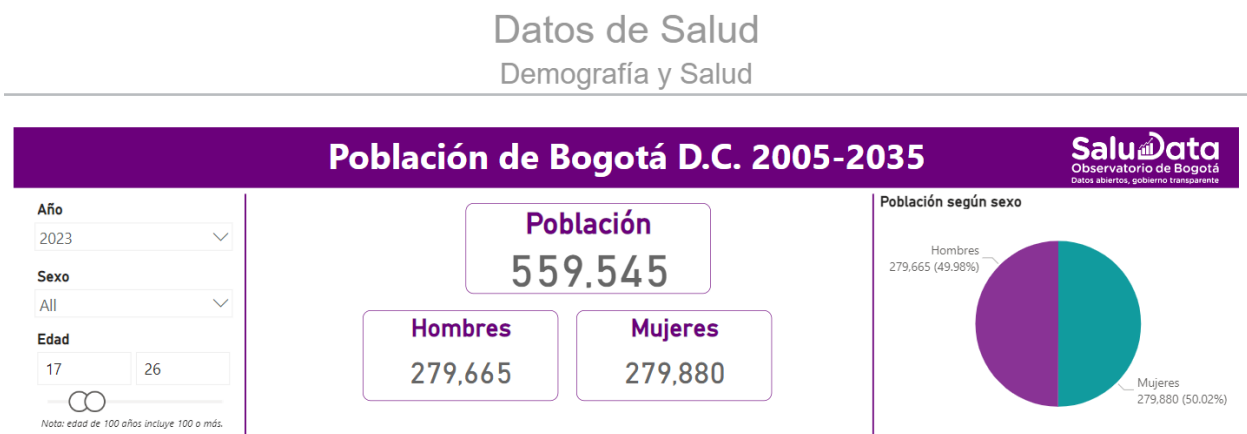 Datos de Salud
Demografía y Salud
Población de Bogotá D.C. 2005-2035
SaluData
Observatorio de Bogotá
Datos abiertos, gobierno transparente
Año
2023
Sexo
All
Edad
17 26
Nota: edad de 100 años incluye 100 o más.
Población
559,545
Hombres
279,665
Mujeres
279,880
Población según sexo
Hombres
279,665 (49.98%)
Mujeres
279,880 (50.02%)